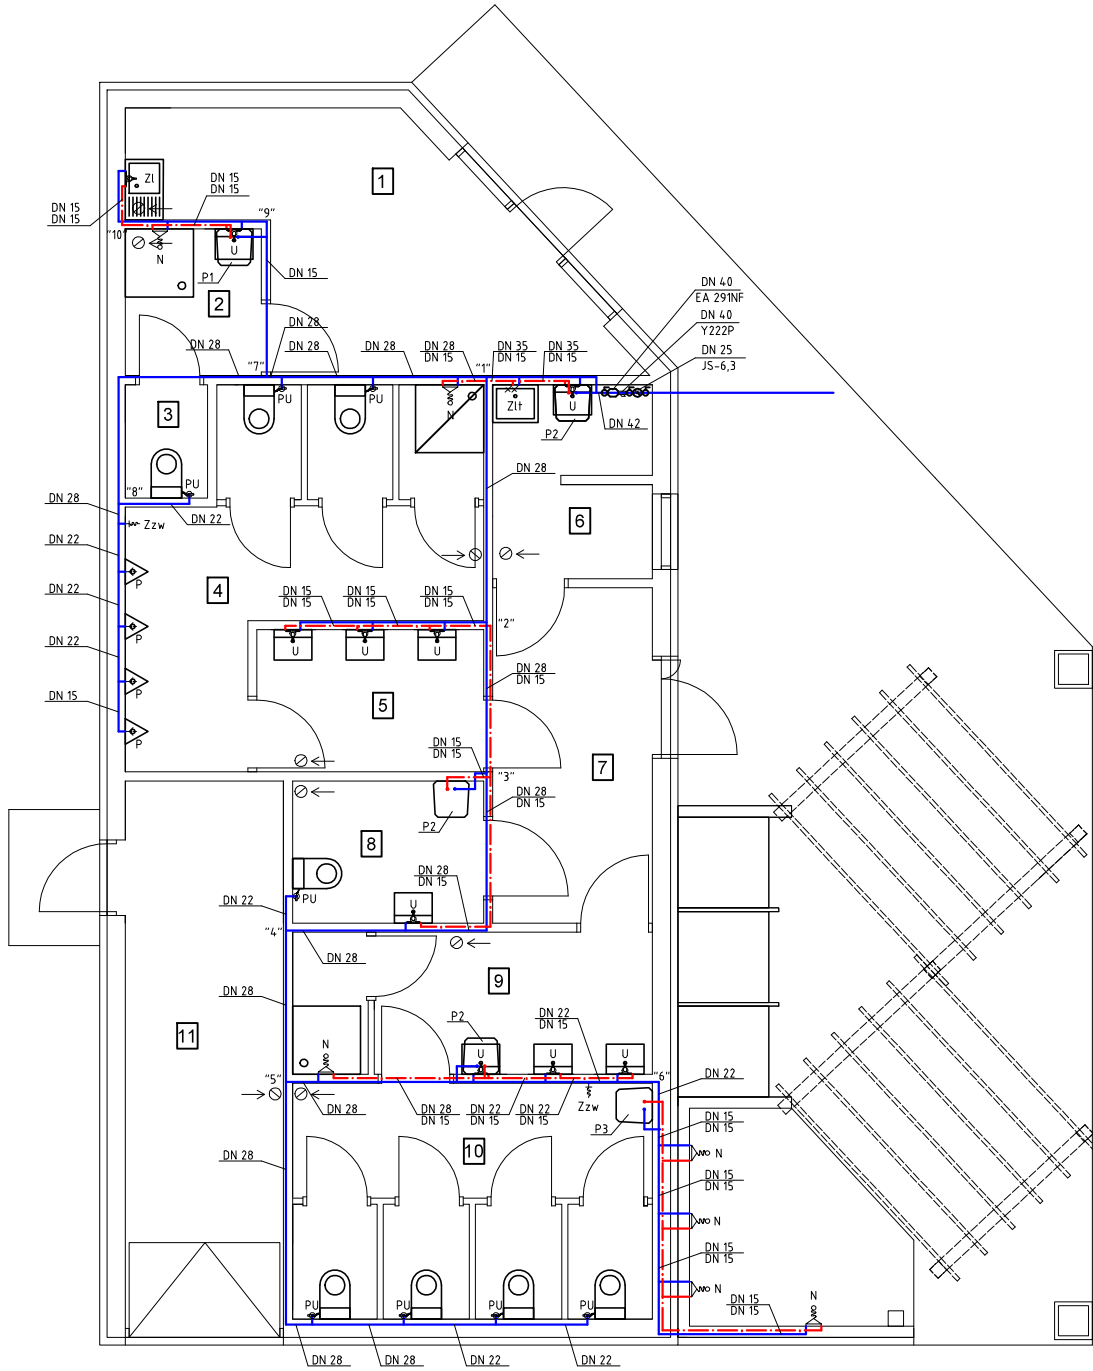 Zl
1
DN 15
DN 15
DN 15
DN 15
"9"
"10"
U
N
P1
DN 15
2
DN 40
EA 291NF
DN 40
Y222P
DN 25
JS-6,3
DN 28
DN 28
DN 28
DN 28
DN 28
DN 15
DN 35
DN 15
DN 35
DN 15
"7"
"1"
PU
PU
N
Zlt
U
3
DN 42
P2
DN 28
PU
"8"
DN 28
DN 22
Zzw
6
DN 22
P
4
DN 22
DN 15
DN 15
DN 15
DN 15
DN 15
DN 15
P
"2"
DN 22
U
U
U
DN 28
DN 15
P
DN 15
5
P
DN 15
DN 15
7
"3"
DN 28
DN 15
P2
8
DN 28
DN 15
PU
U
DN 22
"4"
DN 28
9
DN 28
11
P2
DN 22
DN 15
N
U
U
U
"5"
"6"
DN 22
DN 28
DN 28
DN 15
DN 22
DN 15
DN 22
DN 15
Zzw
P3
DN 15
DN 15
DN 28
10
N
DN 15
DN 15
N
DN 15
DN 15
N
N
DN 15
DN 15
PU
PU
PU
PU
DN 28
DN 28
DN 22
DN 22